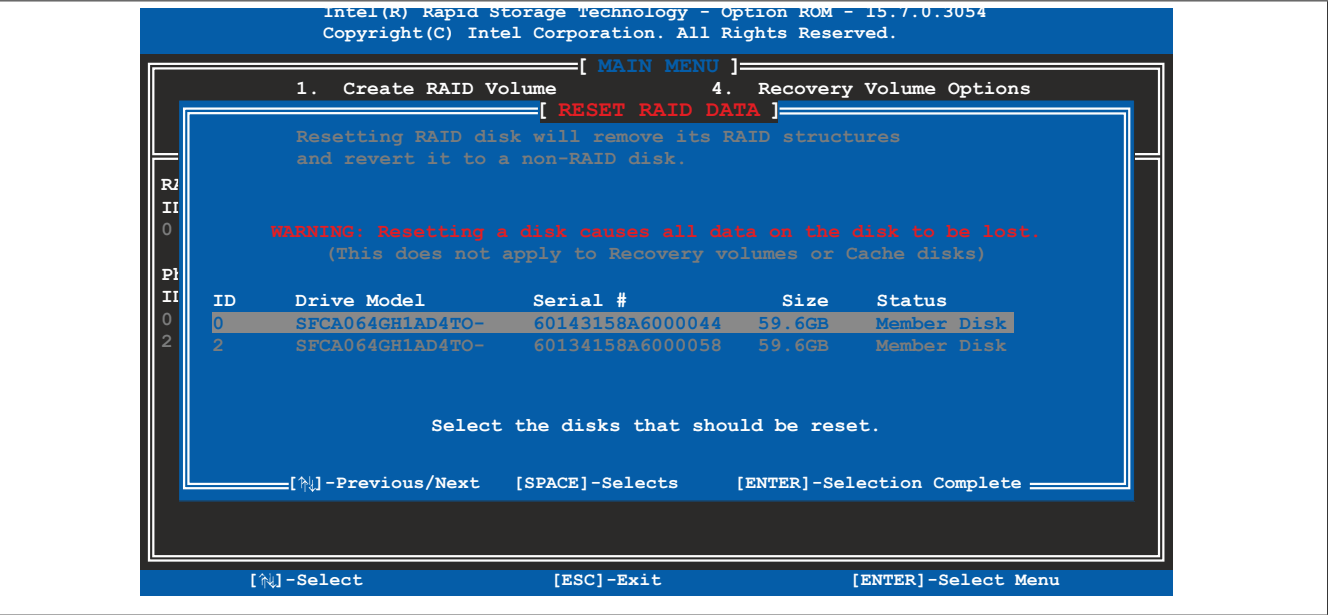 Intel(R) Rapid Storage Technology - Option ROM - 15.7.0.3054
Copyright(C) Intel Corporation. All Rights Reserved.
[ MAIN MENU ]
1. Create RAID Volume 4. Recovery Volume Options
[ RESET RAID DATA ]
Resetting RAID disk will remove its RAID structures
and revert it to a non-RAID disk.
WARNING: Resetting a disk causes all data on the disk to be lost.
(This does not apply to Recovery volumes or Cache disks)
ID Drive Model Serial # Size Status
0 SFCA064GH1AD4TO- 60143158A6000044 59.6GB Member Disk
2 SFCA064GH1AD4TO- 60134158A6000058 59.6GB Member Disk
Select the disks that should be reset.
[↑↓]-Previous/Next [SPACE]-Selects [ENTER]-Selection Complete
[↑↓]-Select [ESC]-Exit [ENTER]-Select Menu